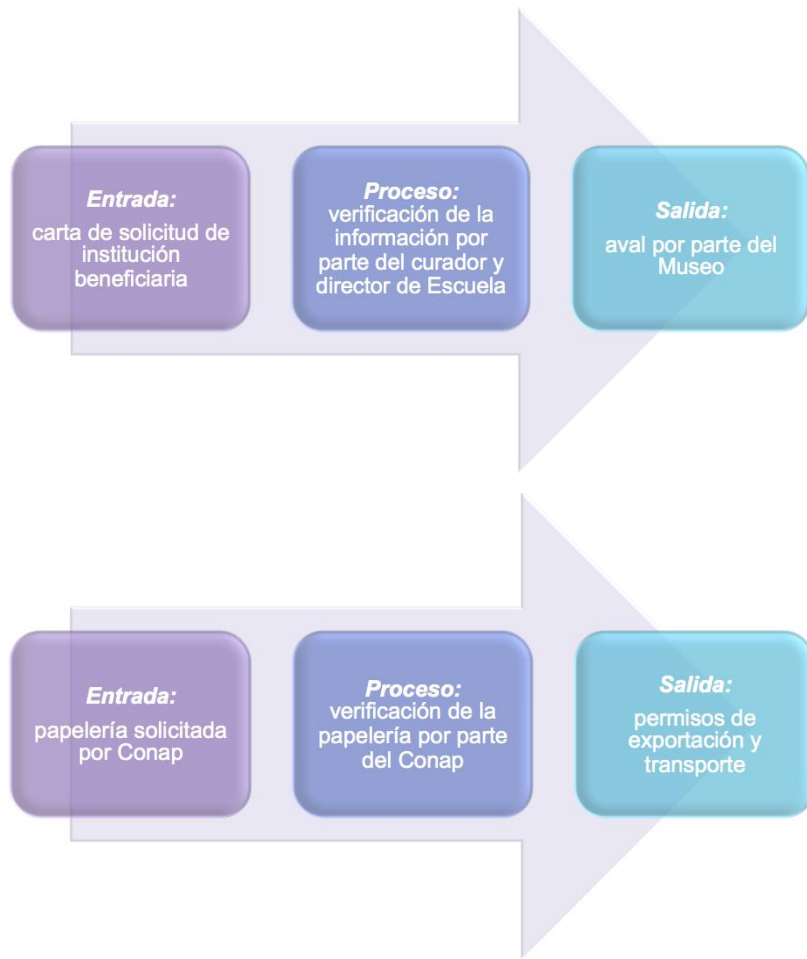 Entrada:
carta de solicitud de
institución
beneficiaria
Proceso:
verificación de la
información por
parte del curador y
director de Escuela
Salida:
aval por parte del
Museo
Entrada:
papelería solicitada
por Conap
Proceso:
verificación de la
papelería por parte
del Conap
Salida:
permisos de
exportación y
transporte